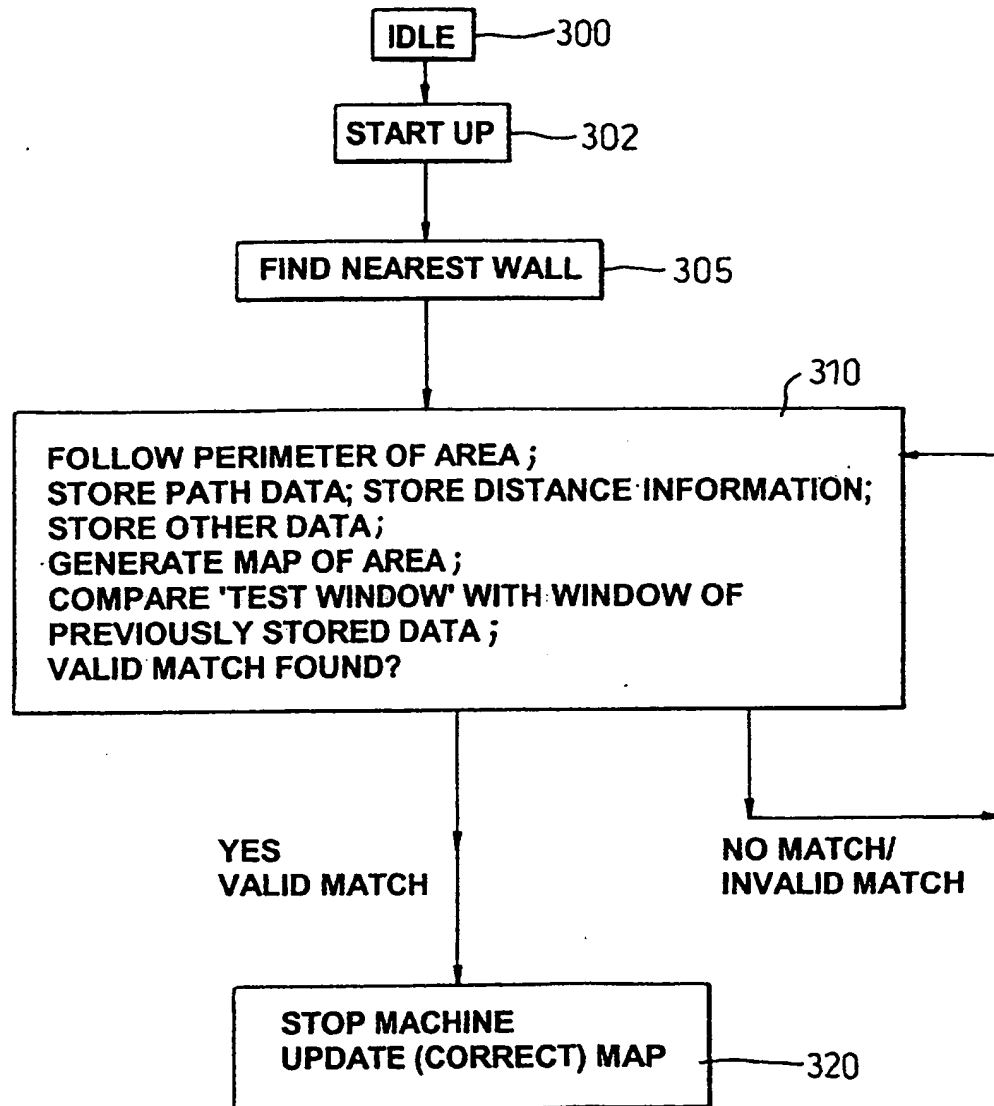 IDLE 300
START UP 302
FIND NEAREST WALL 305
310
FOLLOW PERIMETER OF AREA;
STORE PATH DATA; STORE DISTANCE INFORMATION;
STORE OTHER DATA;
GENERATE MAP OF AREA;
COMPARE 'TEST WINDOW' WITH WINDOW OF
PREVIOUSLY STORED DATA;
VALID MATCH FOUND?
YES
VALID MATCH
NO MATCH/
INVALID MATCH
STOP MACHINE
UPDATE (CORRECT) MAP
320